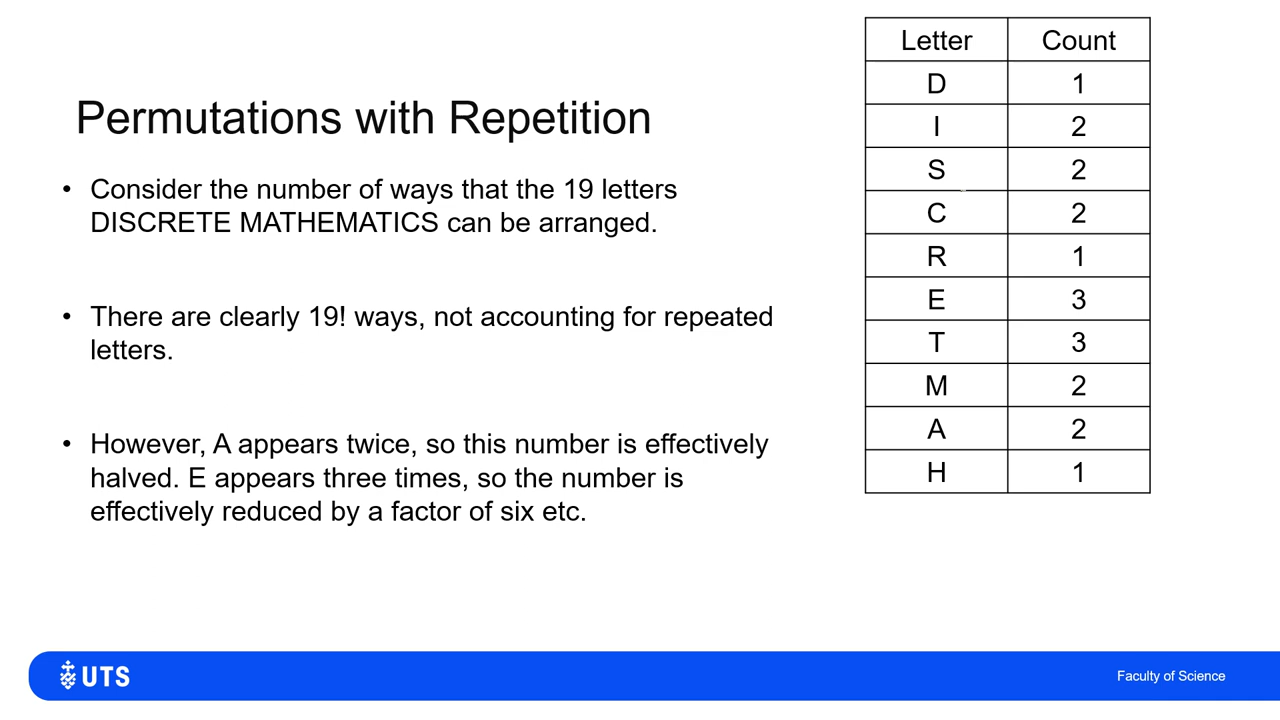 Permutations with Repetition
• Consider the number of ways that the 19 letters
DISCRETE MATHEMATICS can be arranged.
• There are clearly 19! ways, not accounting for repeated
letters.
• However, A appears twice, so this number is effectively
halved. E appears three times, so the number is
effectively reduced by a factor of six etc.
Letter Count
D 1
I 2
S 2
C 2
R 1
E 3
T 3
M 2
A 2
H 1
UTS
Faculty of Science